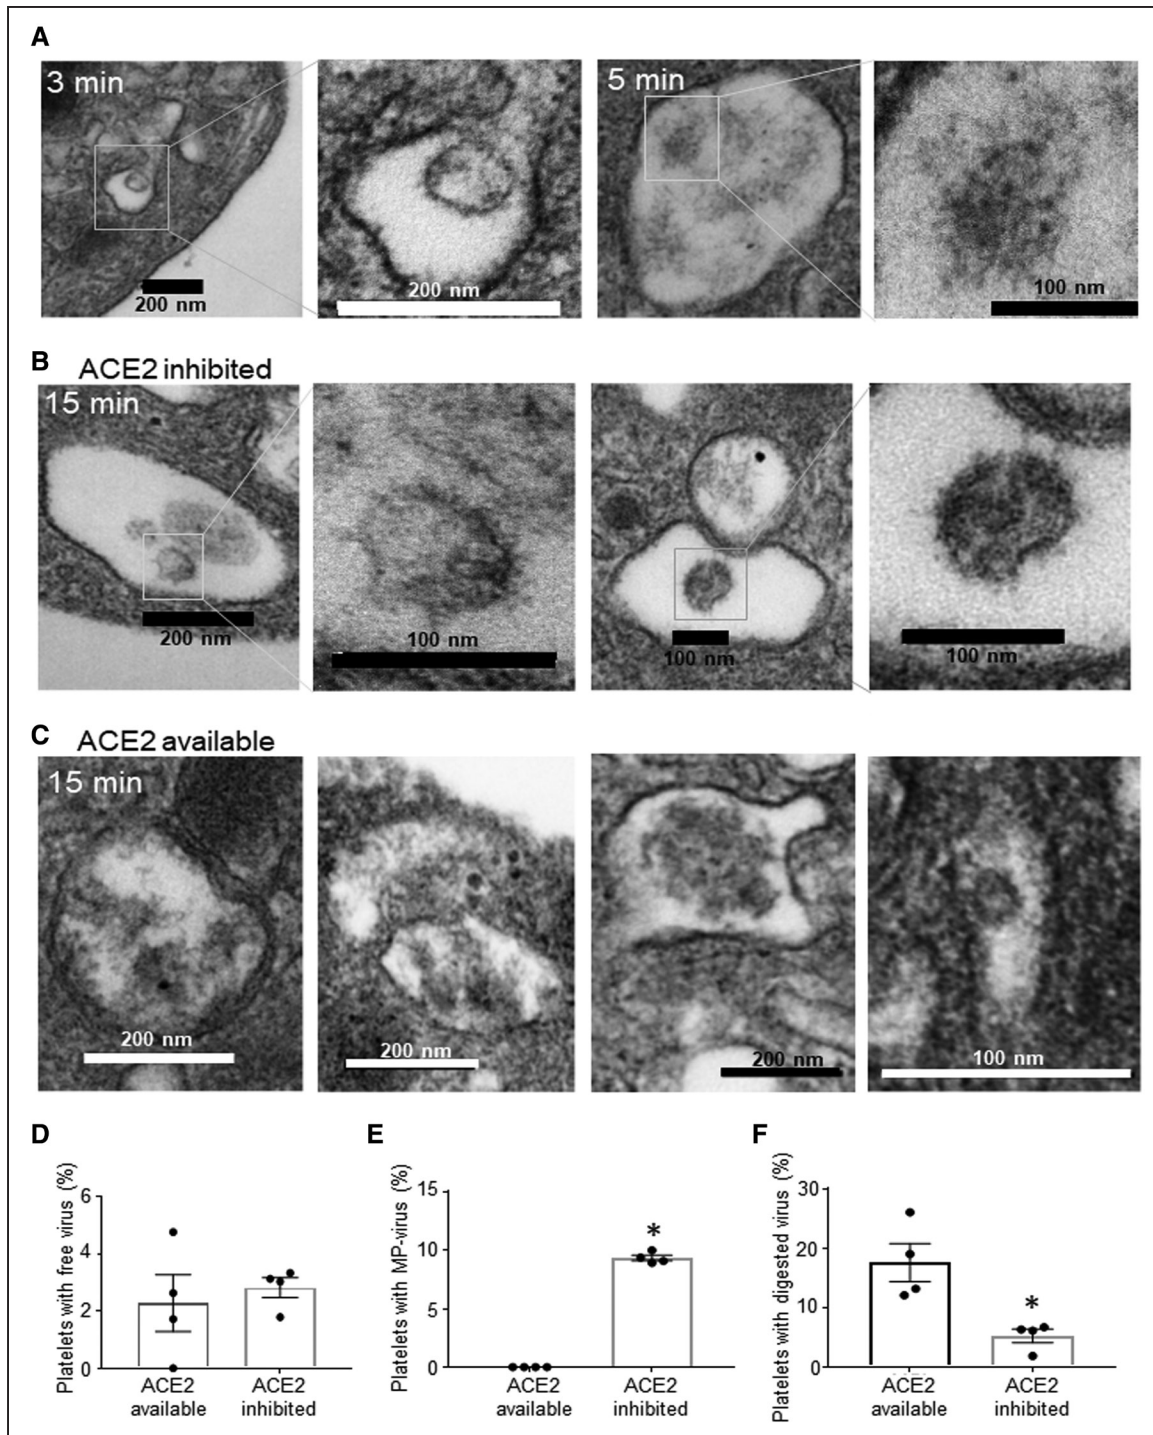 A
3 min
200 nm
200 nm
5 min
100 nm
B
ACE2 inhibited
15 min
200 nm
100 nm
100 nm
100 nm
C
ACE2 available
15 min
200 nm
200 nm
200 nm
100 nm
D
Platelets with free virus (%)
6
4
2
0
ACE2
available
ACE2
inhibited
E
Platelets with MP-virus (%)
15
10
5
0
*
ACE2
available
ACE2
inhibited
F
Platelets with digested virus (%)
30
20
10
0
*
ACE2
available
ACE2
inhibited